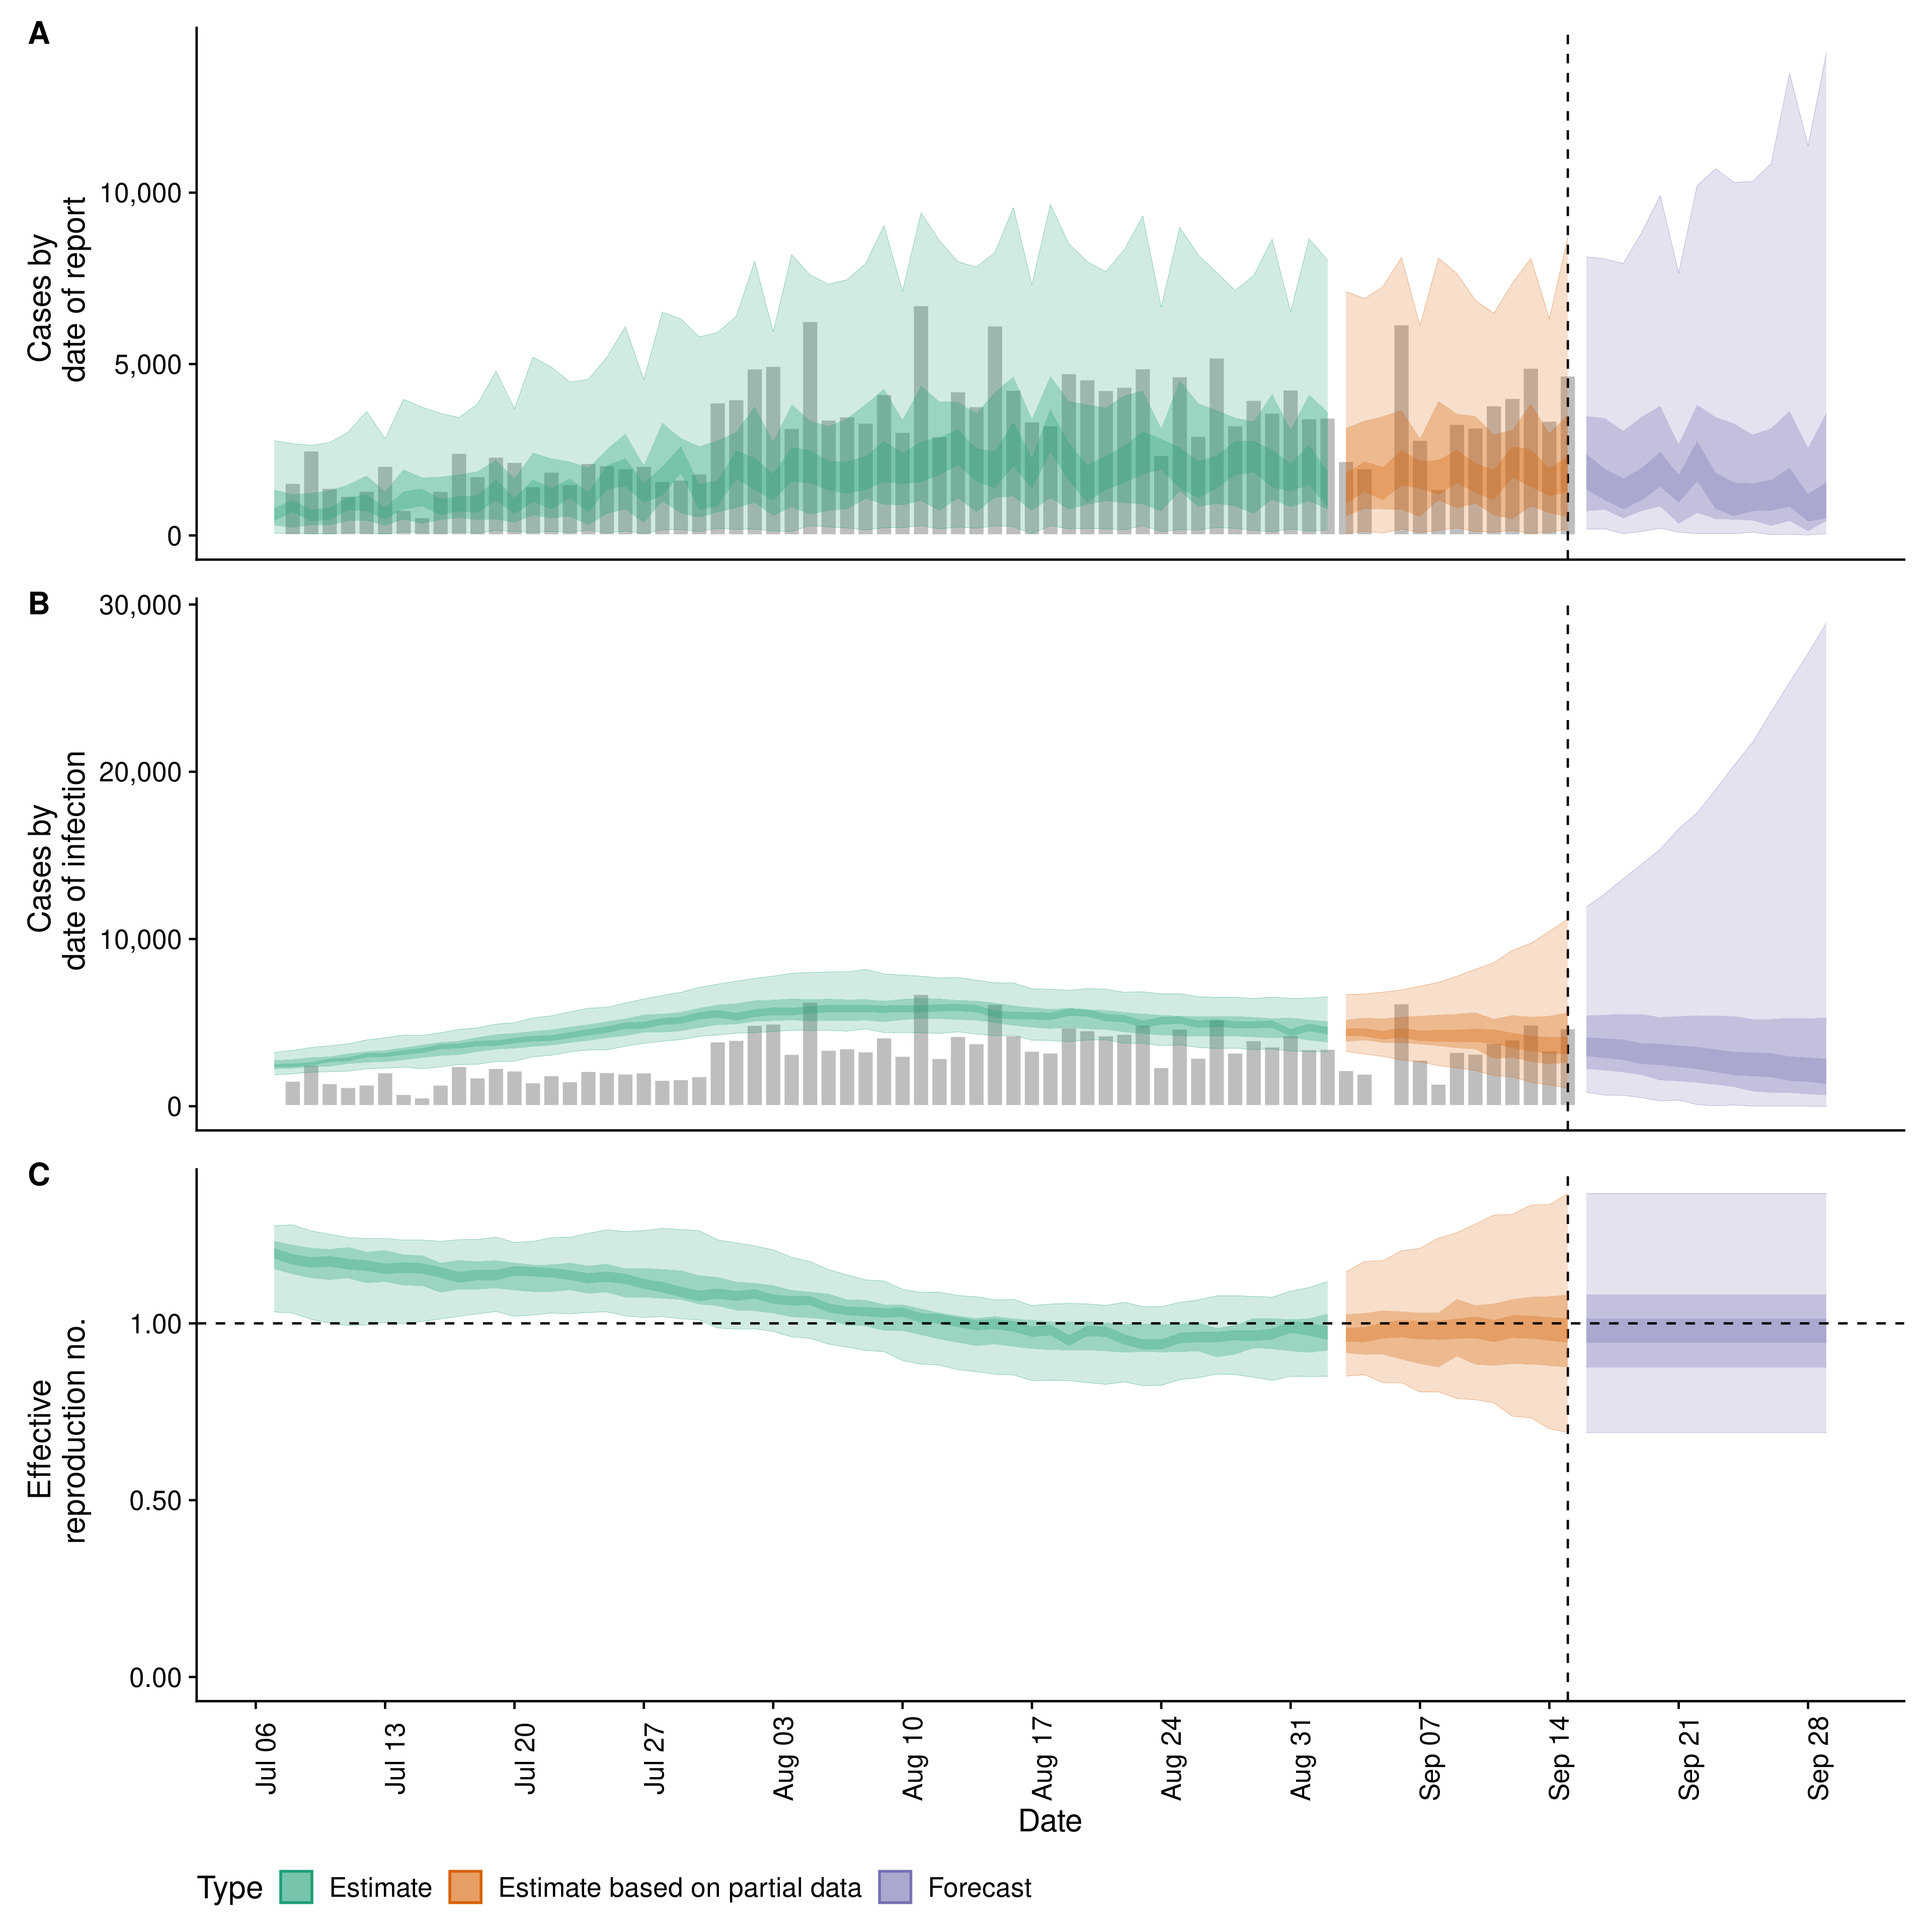 A
Cases by
date of report
10,000
5,000
0
B
Cases by
date of infection
30,000
20,000
10,000
0
C
Effective
reproduction no.
1.00
0.50
0.00
Jul 06
Jul 13
Jul 20
Jul 27
Aug 03
Aug 10
Aug 17
Aug 24
Aug 31
Sep 07
Sep 14
Sep 21
Sep 28
Date
Type Estimate Estimate based on partial data Forecast